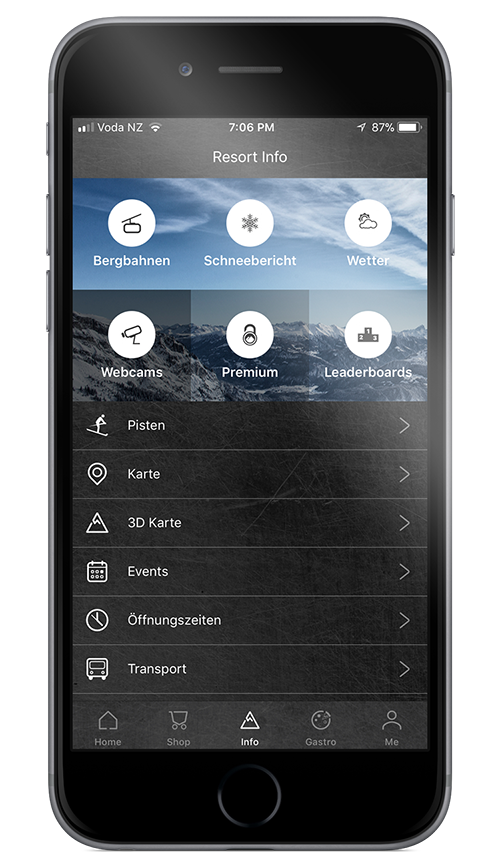 Voda NZ 7:06 PM 87%
Resort Info
Bergbahnen Schneebericht Wetter
Webcams Premium Leaderboards
Pisten
Karte
3D Karte
Events
Öffnungszeiten
Transport
Home Shop Info Gastro Me